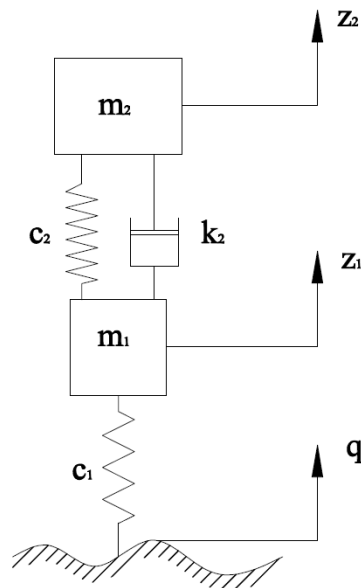 z₂
m₂
c₂
k₂
z₁
m₁
q
c₁